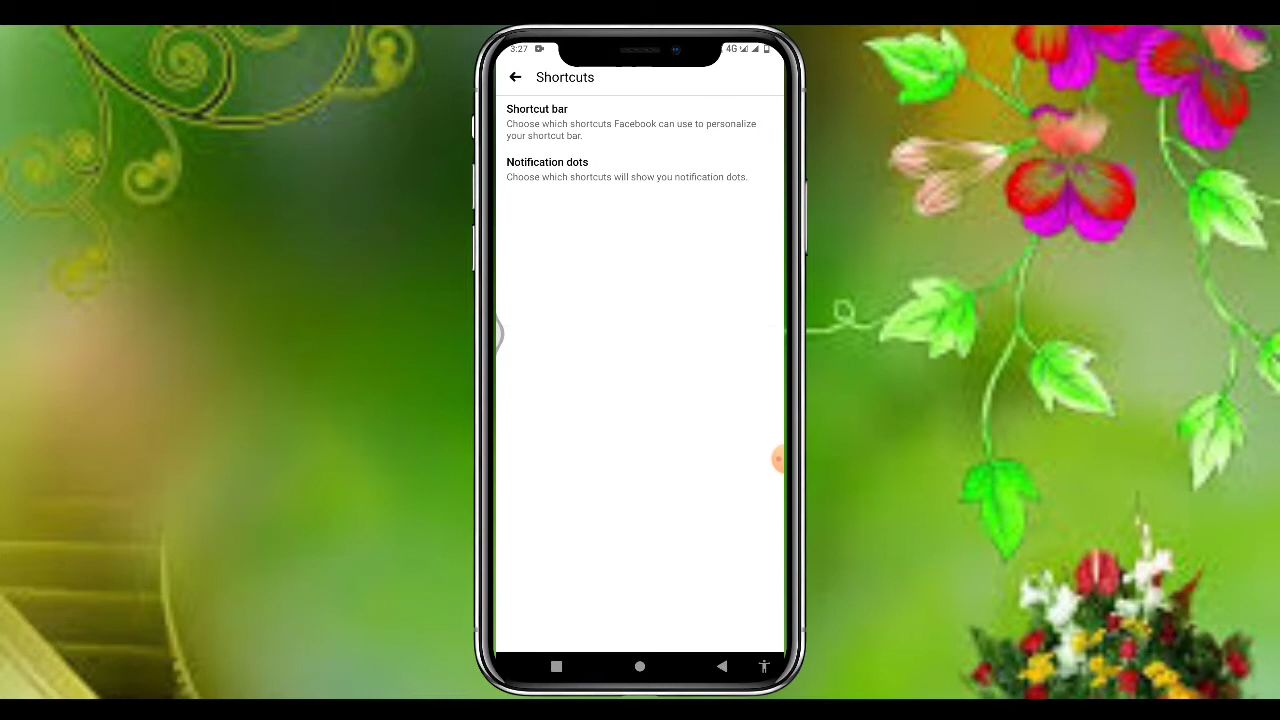 3:27
4G
Shortcuts
Shortcut bar
Choose which shortcuts Facebook can use to personalize
your shortcut bar.
Notification dots
Choose which shortcuts will show you notification dots.